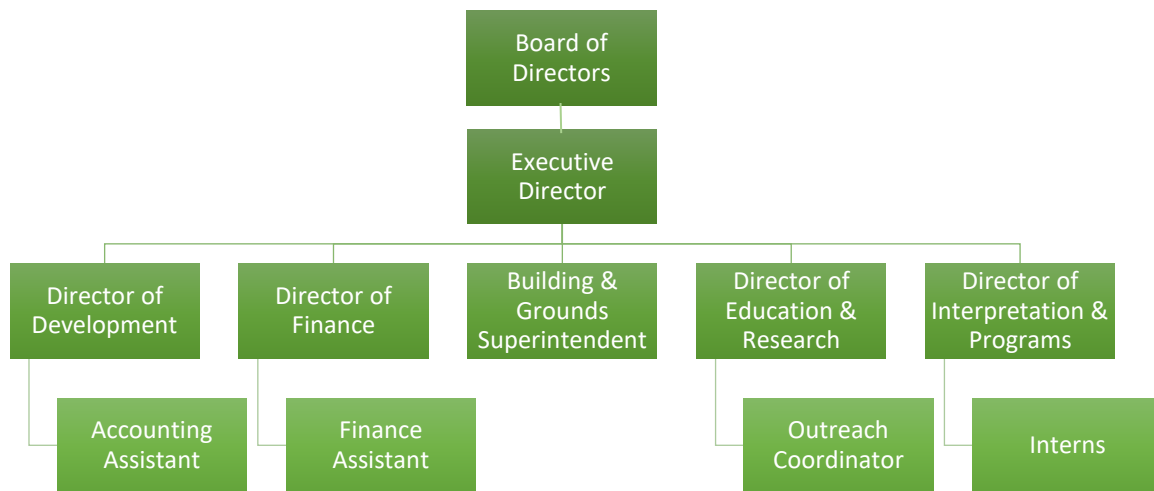 Board of
Directors
Executive
Director
Director of
Development
Director of
Finance
Building &
Grounds
Superintendent
Director of
Education &
Research
Director of
Interpretation &
Programs
Accounting
Assistant
Finance
Assistant
Outreach
Coordinator
Interns